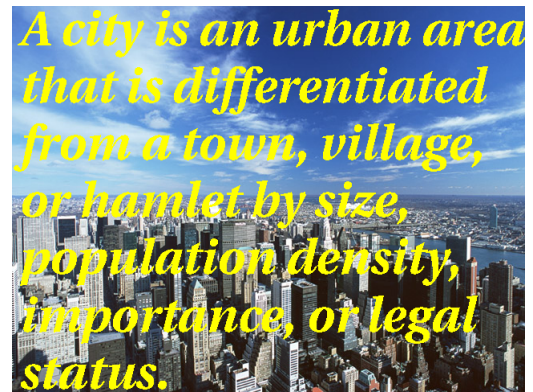 A city is an urban area
that is differentiated
from a town, village,
or hamlet by size,
population density,
importance, or legal
status.